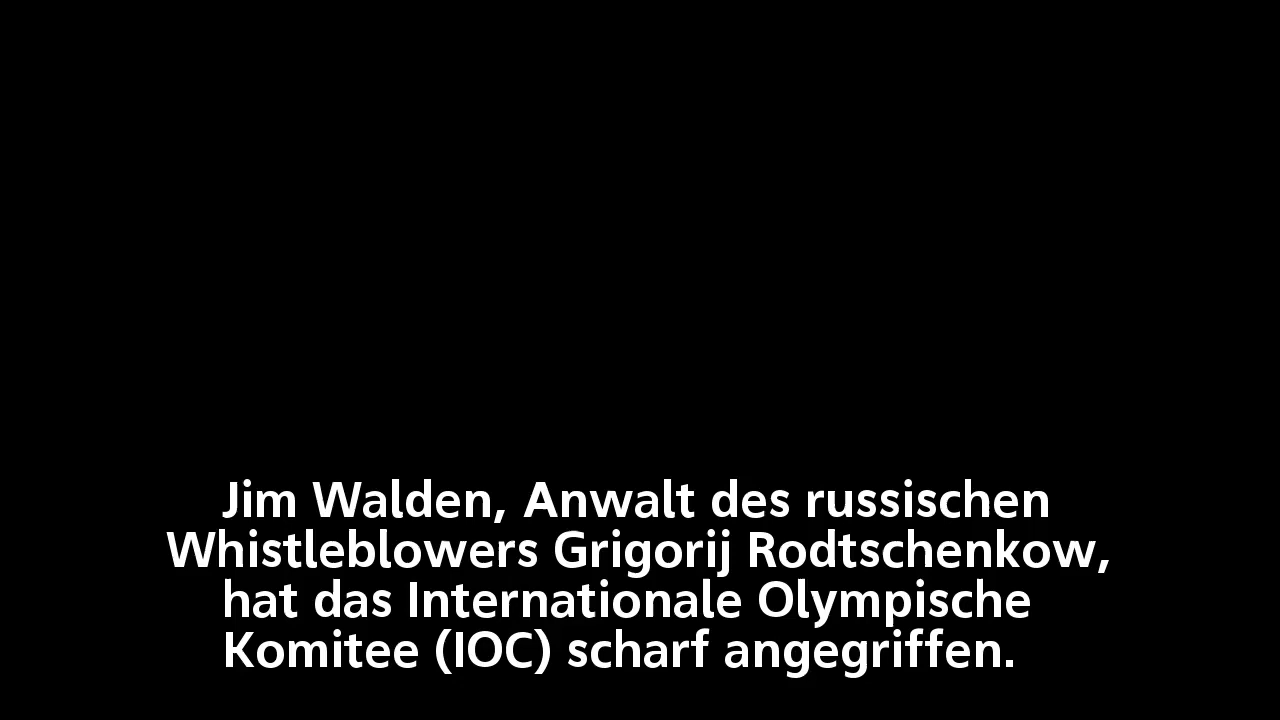 Jim Walden, Anwalt des russischen
Whistleblowers Grigorij Rodtschenkow,
hat das Internationale Olympische
Komitee (IOC) scharf angegriffen.